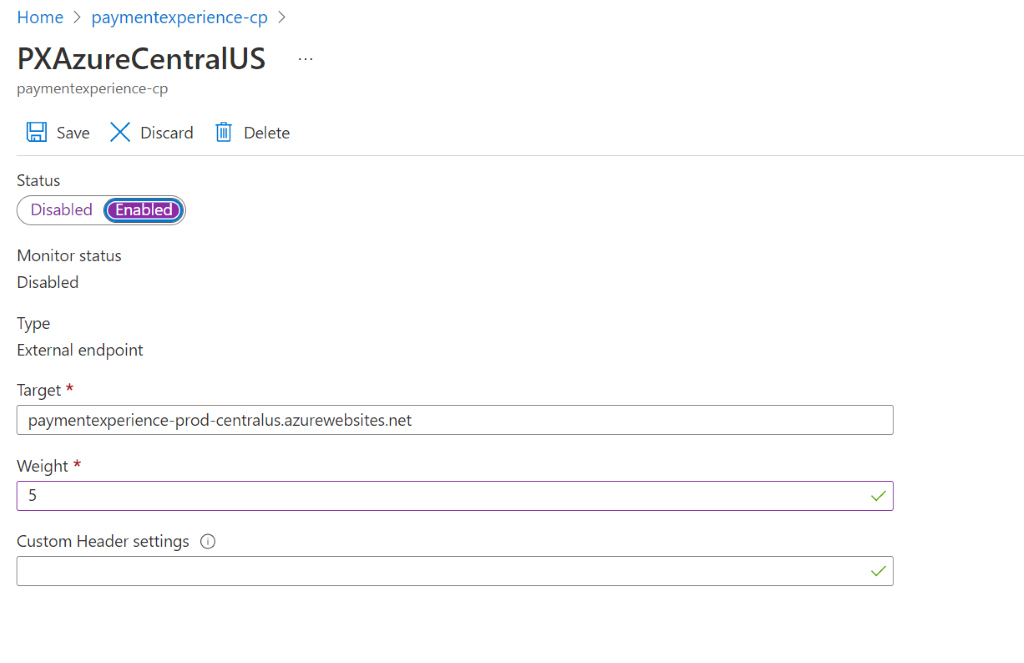 Home > paymentexperience-cp >
PXAzureCentralUS ...
paymentexperience-cp
Save Discard Delete
Status
Disabled Enabled
Monitor status
Disabled
Type
External endpoint
Target *
paymentexperience-prod-centralus.azurewebsites.net
Weight *
5
Custom Header settings